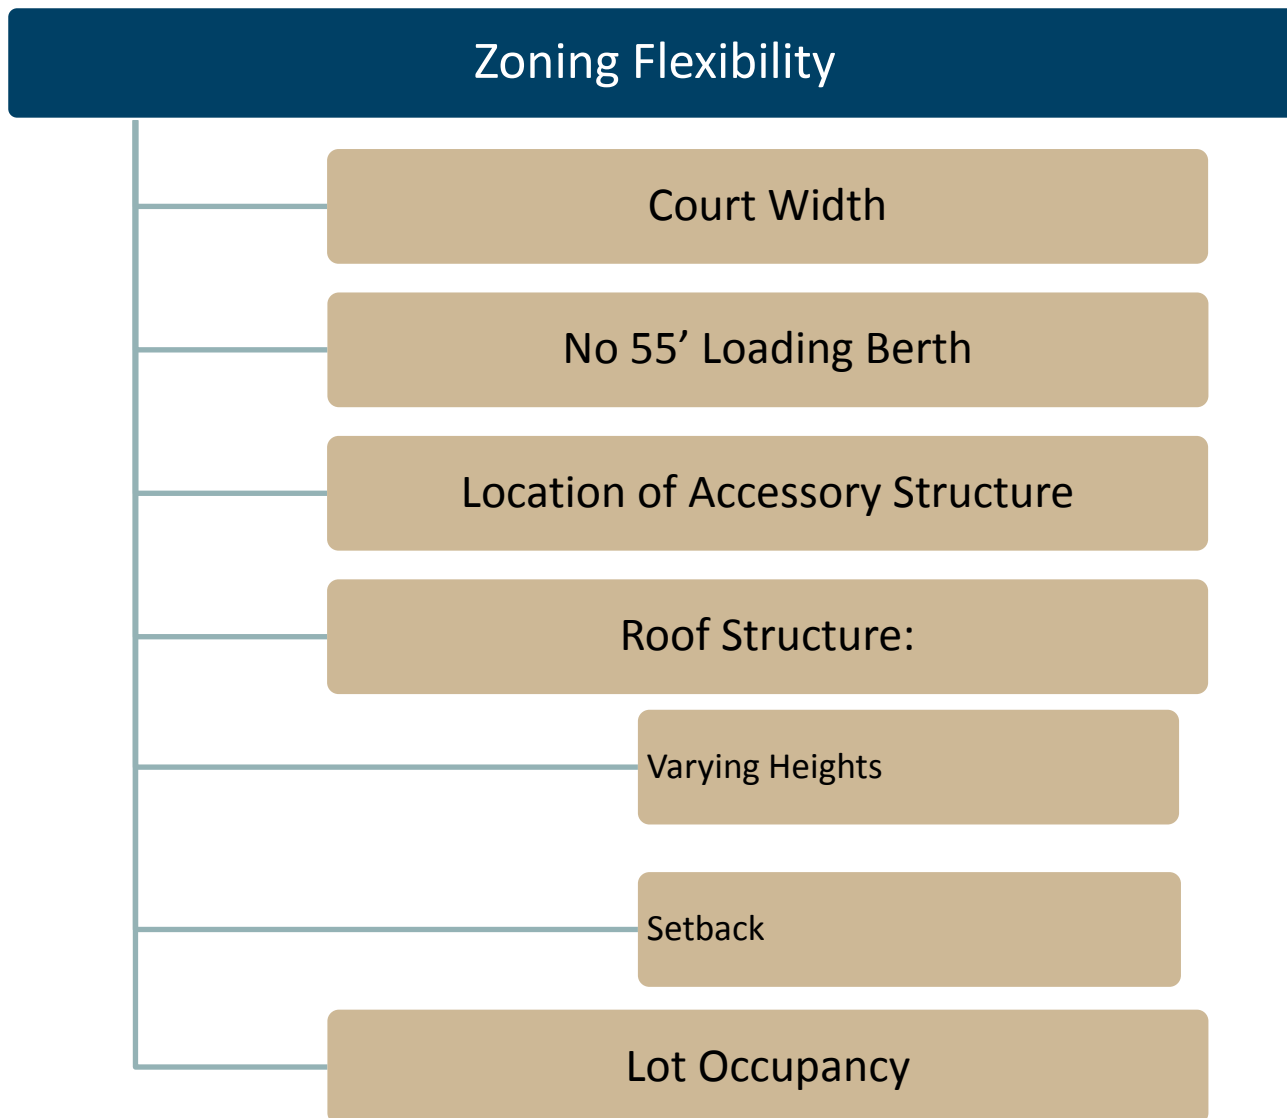 Zoning Flexibility
Court Width
No 55’ Loading Berth
Location of Accessory Structure
Roof Structure:
Varying Heights
Setback
Lot Occupancy